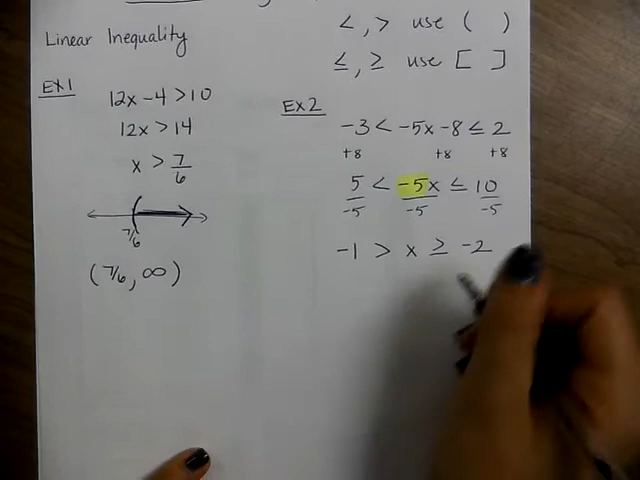 Linear Inequality
<, > use ( )
≤, ≥ use [ ]
Ex1
12x - 4 > 10
12x > 14
x > 7/6
7/6
(7/6, ∞)
Ex2
-3 < -5x - 8 ≤ 2
+8 +8 +8
5 < -5x ≤ 10
-5 -5 -5
-1 > x ≥ -2